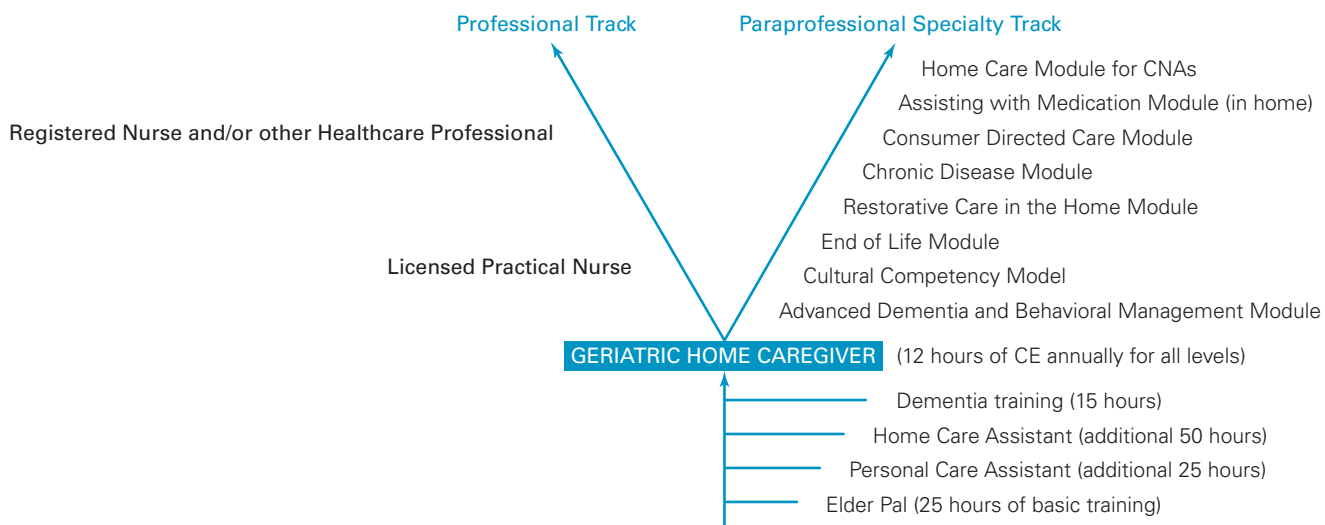 Professional Track
Paraprofessional Specialty Track
Home Care Module for CNAs
Assisting with Medication Module (in home)
Registered Nurse and/or other Healthcare Professional
Consumer Directed Care Module
Chronic Disease Module
Restorative Care in the Home Module
End of Life Module
Licensed Practical Nurse
Cultural Competency Model
Advanced Dementia and Behavioral Management Module
GERIATRIC HOME CAREGIVER (12 hours of CE annually for all levels)
Dementia training (15 hours)
Home Care Assistant (additional 50 hours)
Personal Care Assistant (additional 25 hours)
Elder Pal (25 hours of basic training)